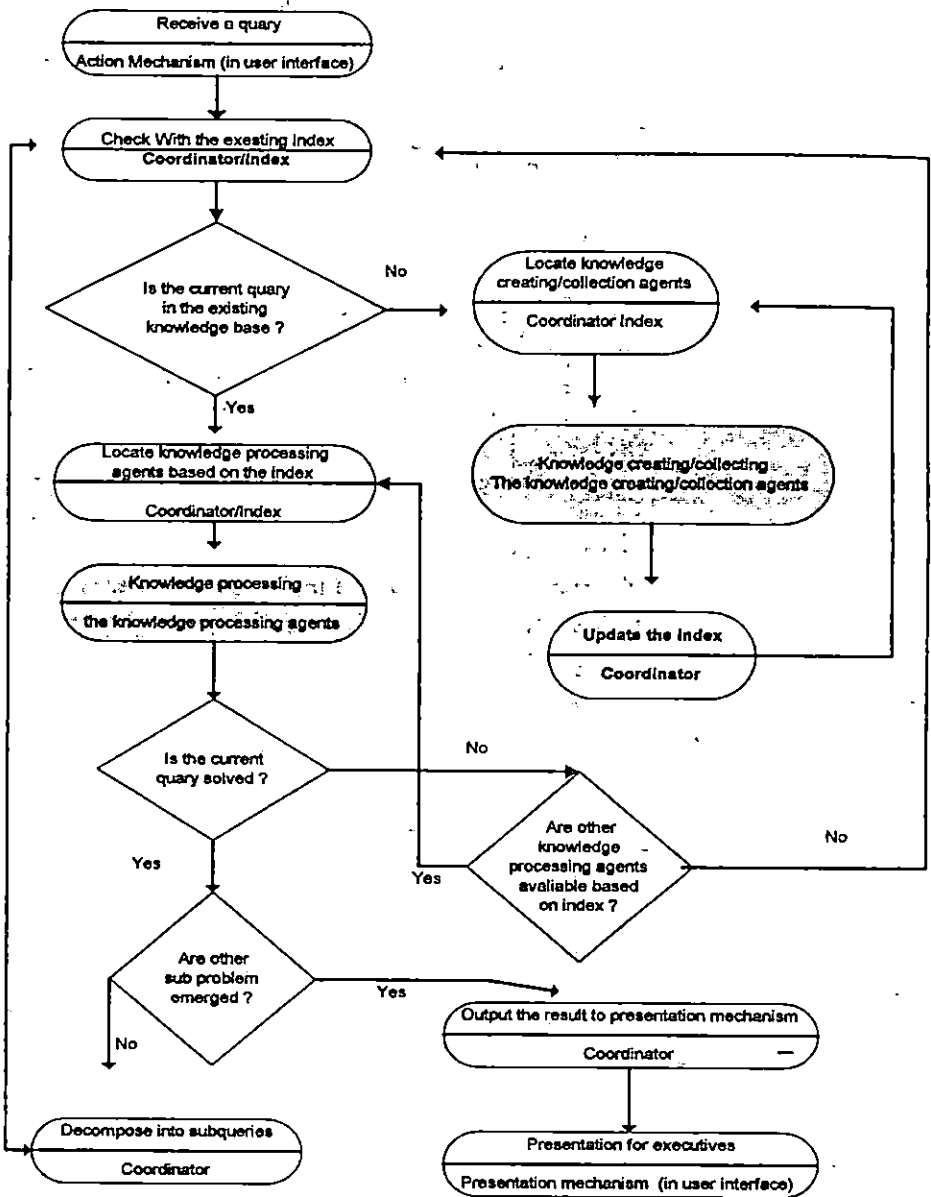 Receive a quary
Action Mechanism (in user interface)
Check With the exesting Index
Coordinator/Index
Is the current quary
in the existing
knowledge base ?
No
Yes
Locate knowledge
creating/collection agents
Coordinator Index
Knowledge creating/collecting
The knowledge creating/collection agents
Update the Index
Coordinator
Locate knowledge processing
agents based on the index
Coordinator/Index
Knowledge processing
the knowledge processing agents
Is the current
quary solved ?
No
Yes
Are other
knowledge
processing agents
avaliable based
on index ?
Yes
No
Are other
sub problem
emerged ?
Yes
No
Output the result to presentation mechanism
Coordinator
Decompose into subqueries
Coordinator
Presentation for executives
Presentation mechanism (in user interface)